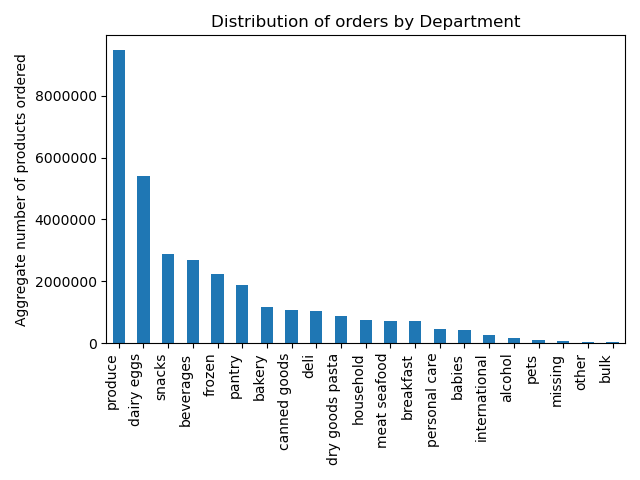 Distribution of orders by Department
Aggregate number of products ordered
8000000
6000000
4000000
2000000
0
produce
dairy eggs
snacks
beverages
frozen
pantry
bakery
canned goods
deli
dry goods pasta
household
meat seafood
breakfast
personal care
babies
international
alcohol
pets
missing
other
bulk